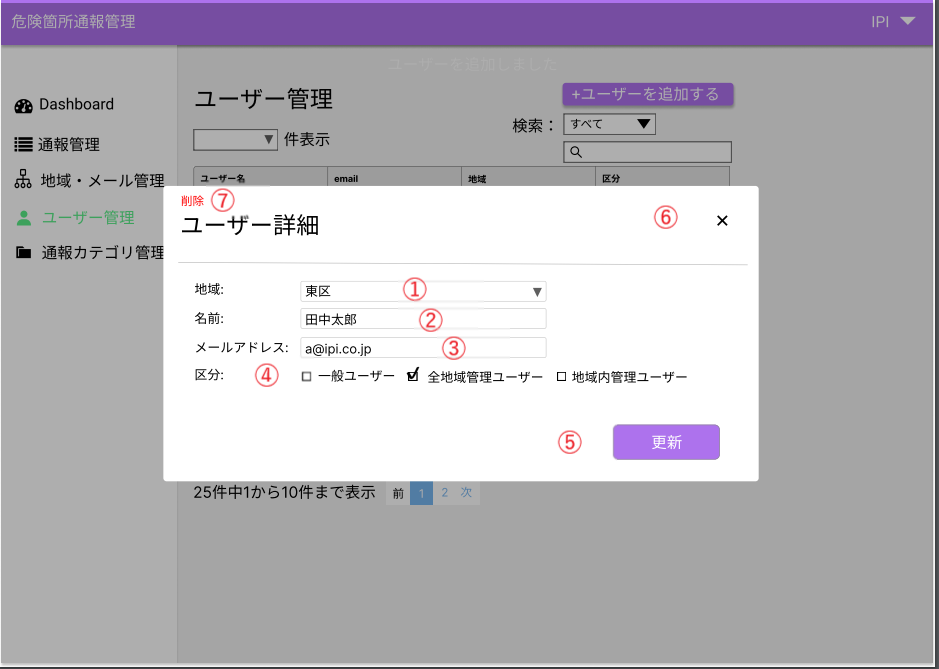 危険箇所通報管理 IPI
ユーザーを追加しました
Dashboard
通報管理
地域・メール管理
ユーザー管理
通報カテゴリ管理
ユーザー管理
+ユーザーを追加する
件表示
検索： すべて
ユーザー名 email 地域 区分
削除 ⑦
ユーザー詳細
⑥ ×
地域: 東区 ①
名前: 田中太郎 ②
メールアドレス: a@ipi.co.jp ③
区分: ④ 一般ユーザー 全地域管理ユーザー 地域内管理ユーザー
⑤ 更新
25件中1から10件まで表示 前 1 2 次